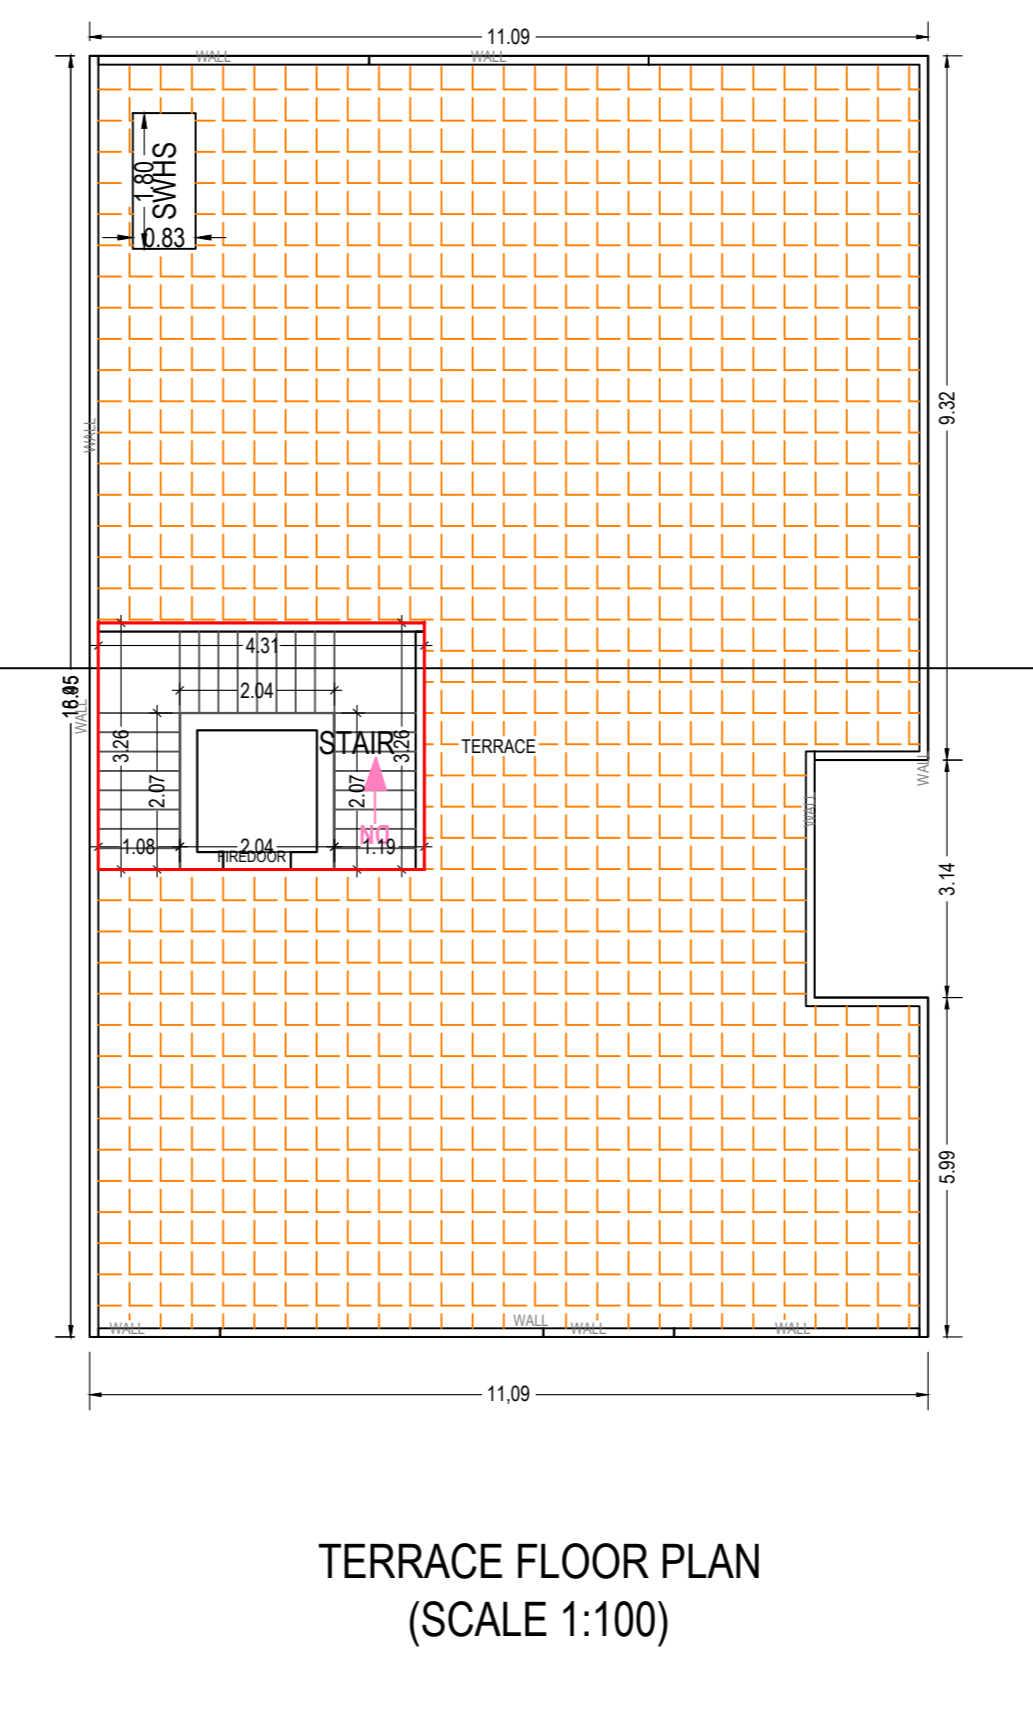 11.09
WALL
WALL
1.80
SWHS
0.83
9.32
WALL
4.31
2.04
WALL
3.26
STAIR
3.26
TERRACE
WALL
2.07
2.07
WALL
DN
1.08
2.04
1.19
FIREDOOR
3.14
5.99
WALL
WALL
WALL
WALL
11,09
TERRACE FLOOR PLAN
(SCALE 1:100)